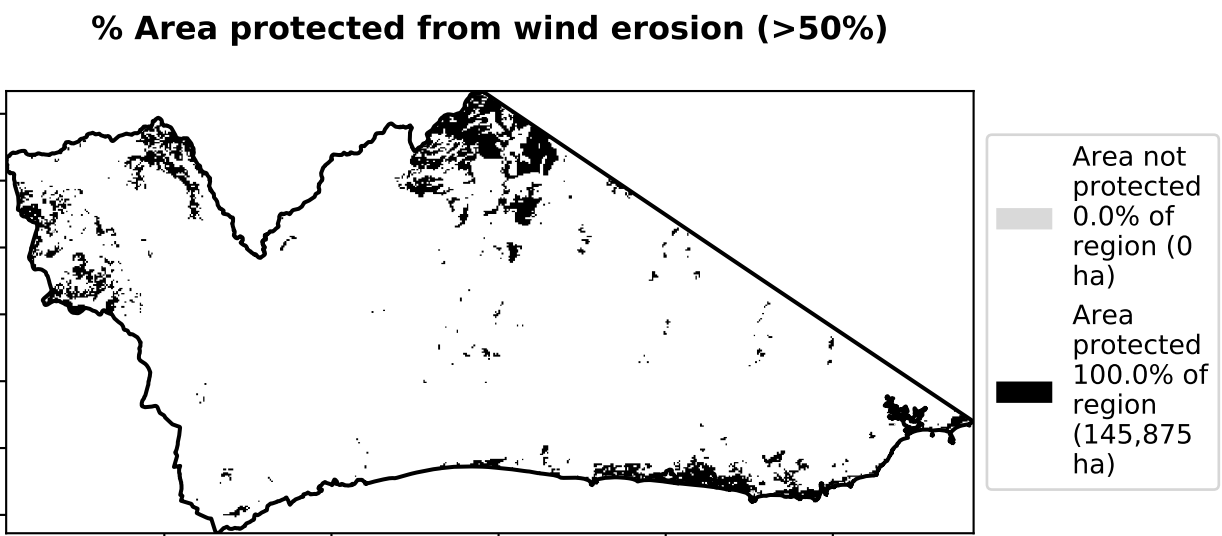 % Area protected from wind erosion (>50%)
Area not
protected
0.0% of
region (0
ha)
Area
protected
100.0% of
region
(145,875
ha)